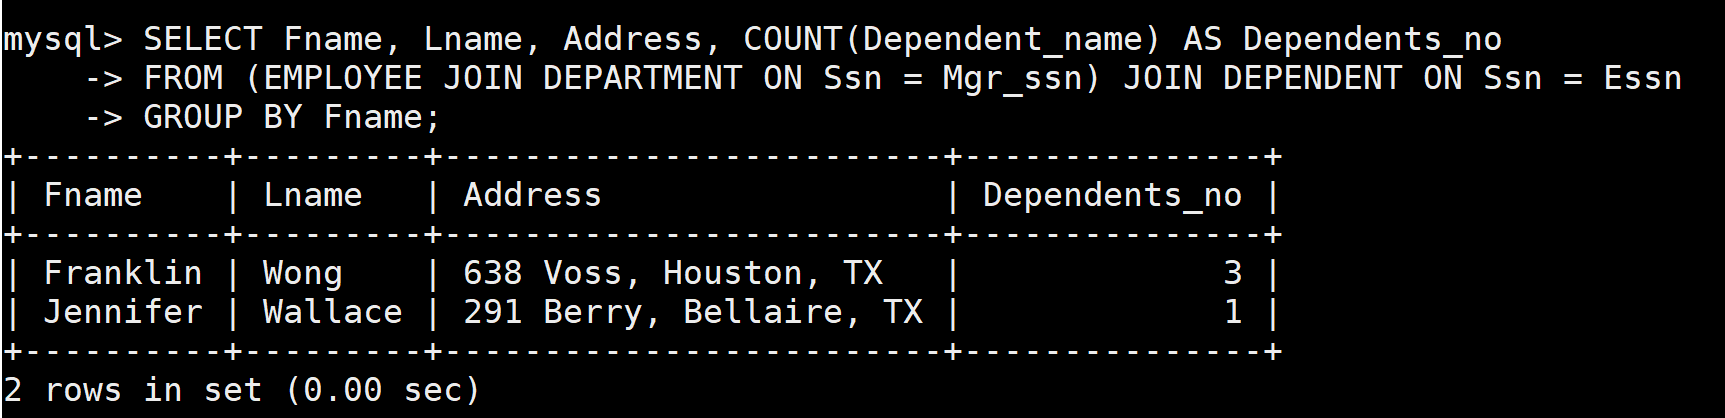 mysql> SELECT Fname, Lname, Address, COUNT(Dependent_name) AS Dependents_no
    -> FROM (EMPLOYEE JOIN DEPARTMENT ON Ssn = Mgr_ssn) JOIN DEPENDENT ON Ssn = Essn
    -> GROUP BY Fname;
+----------+---------+-------------------------+---------------+
| Fname    | Lname   | Address                 | Dependents_no |
+----------+---------+-------------------------+---------------+
| Franklin | Wong    | 638 Voss, Houston, TX   |             3 |
| Jennifer | Wallace | 291 Berry, Bellaire, TX |             1 |
+----------+---------+-------------------------+---------------+
2 rows in set (0.00 sec)